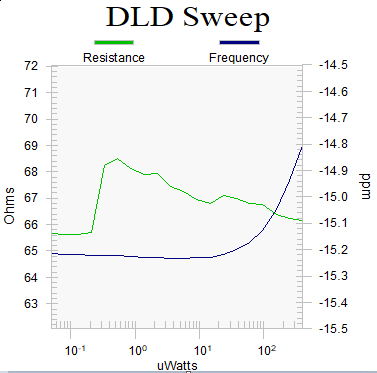 DLD Sweep
Resistance Frequency
72 -14.5
71 -14.6
70 -14.7
69 -14.8
68 -14.9
67 -15.0
66 -15.1
65 -15.2
64 -15.3
63 -15.4
-15.5
Ohms
ppm
10⁻¹ 10⁰ 10¹ 10²
uWatts